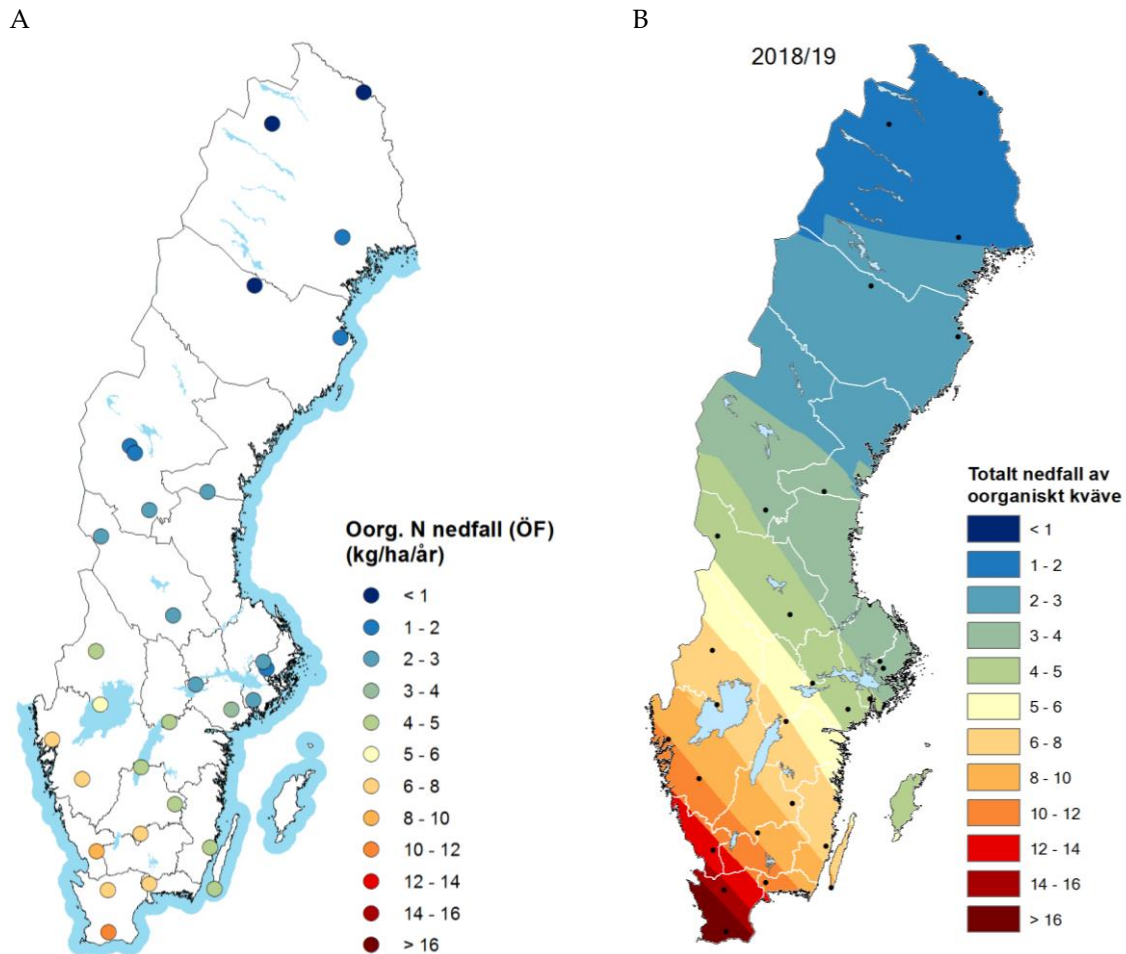 A
B
2018/19
Oorg. N nedfall (ÖF)
(kg/ha/år)
< 1
1 - 2
2 - 3
3 - 4
4 - 5
5 - 6
6 - 8
8 - 10
10 - 12
12 - 14
14 - 16
> 16
Totalt nedfall av
oorganiskt kväve
< 1
1 - 2
2 - 3
3 - 4
4 - 5
5 - 6
6 - 8
8 - 10
10 - 12
12 - 14
14 - 16
> 16